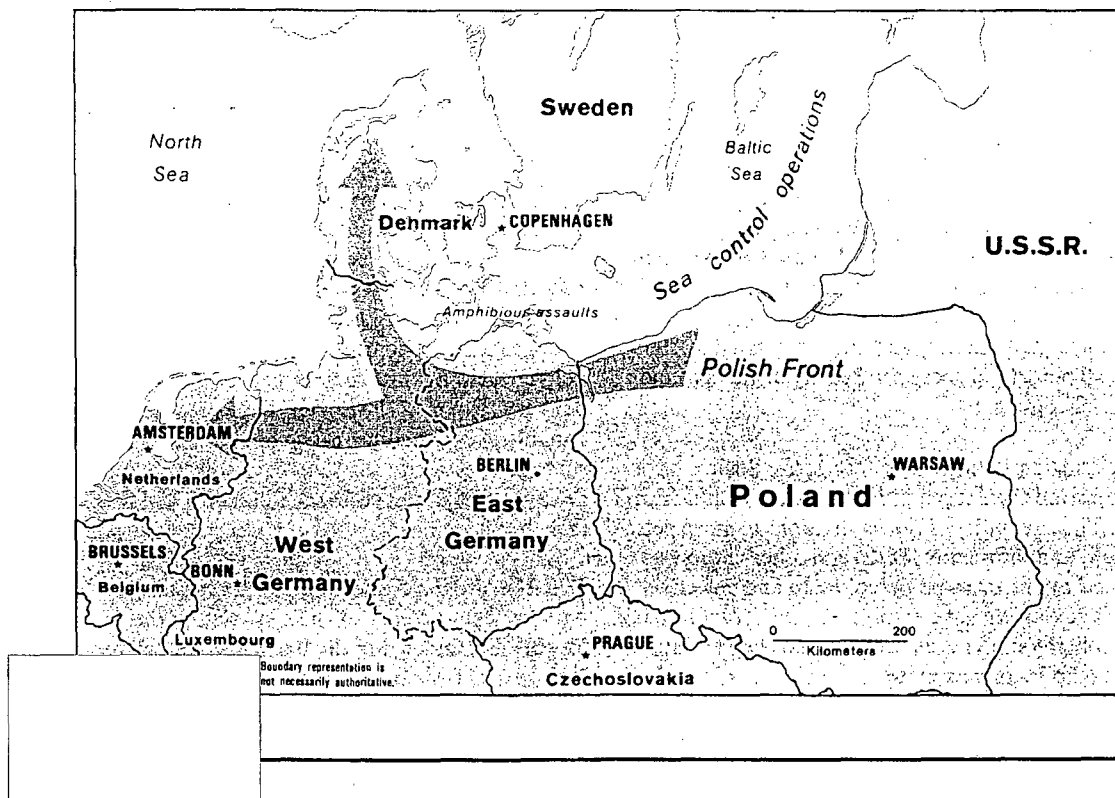 Sweden
North
Sea
Baltic
Sea
Sea control operations
Denmark
COPENHAGEN
U.S.S.R.
Amphibious assaults
Polish Front
AMSTERDAM
Netherlands
BERLIN
WARSAW
Poland
East
Germany
West
Germany
BRUSSELS
Belgium
BONN
Luxembourg
PRAGUE
Czechoslovakia
0 200
Kilometers
Boundary representation is
not necessarily authoritative.